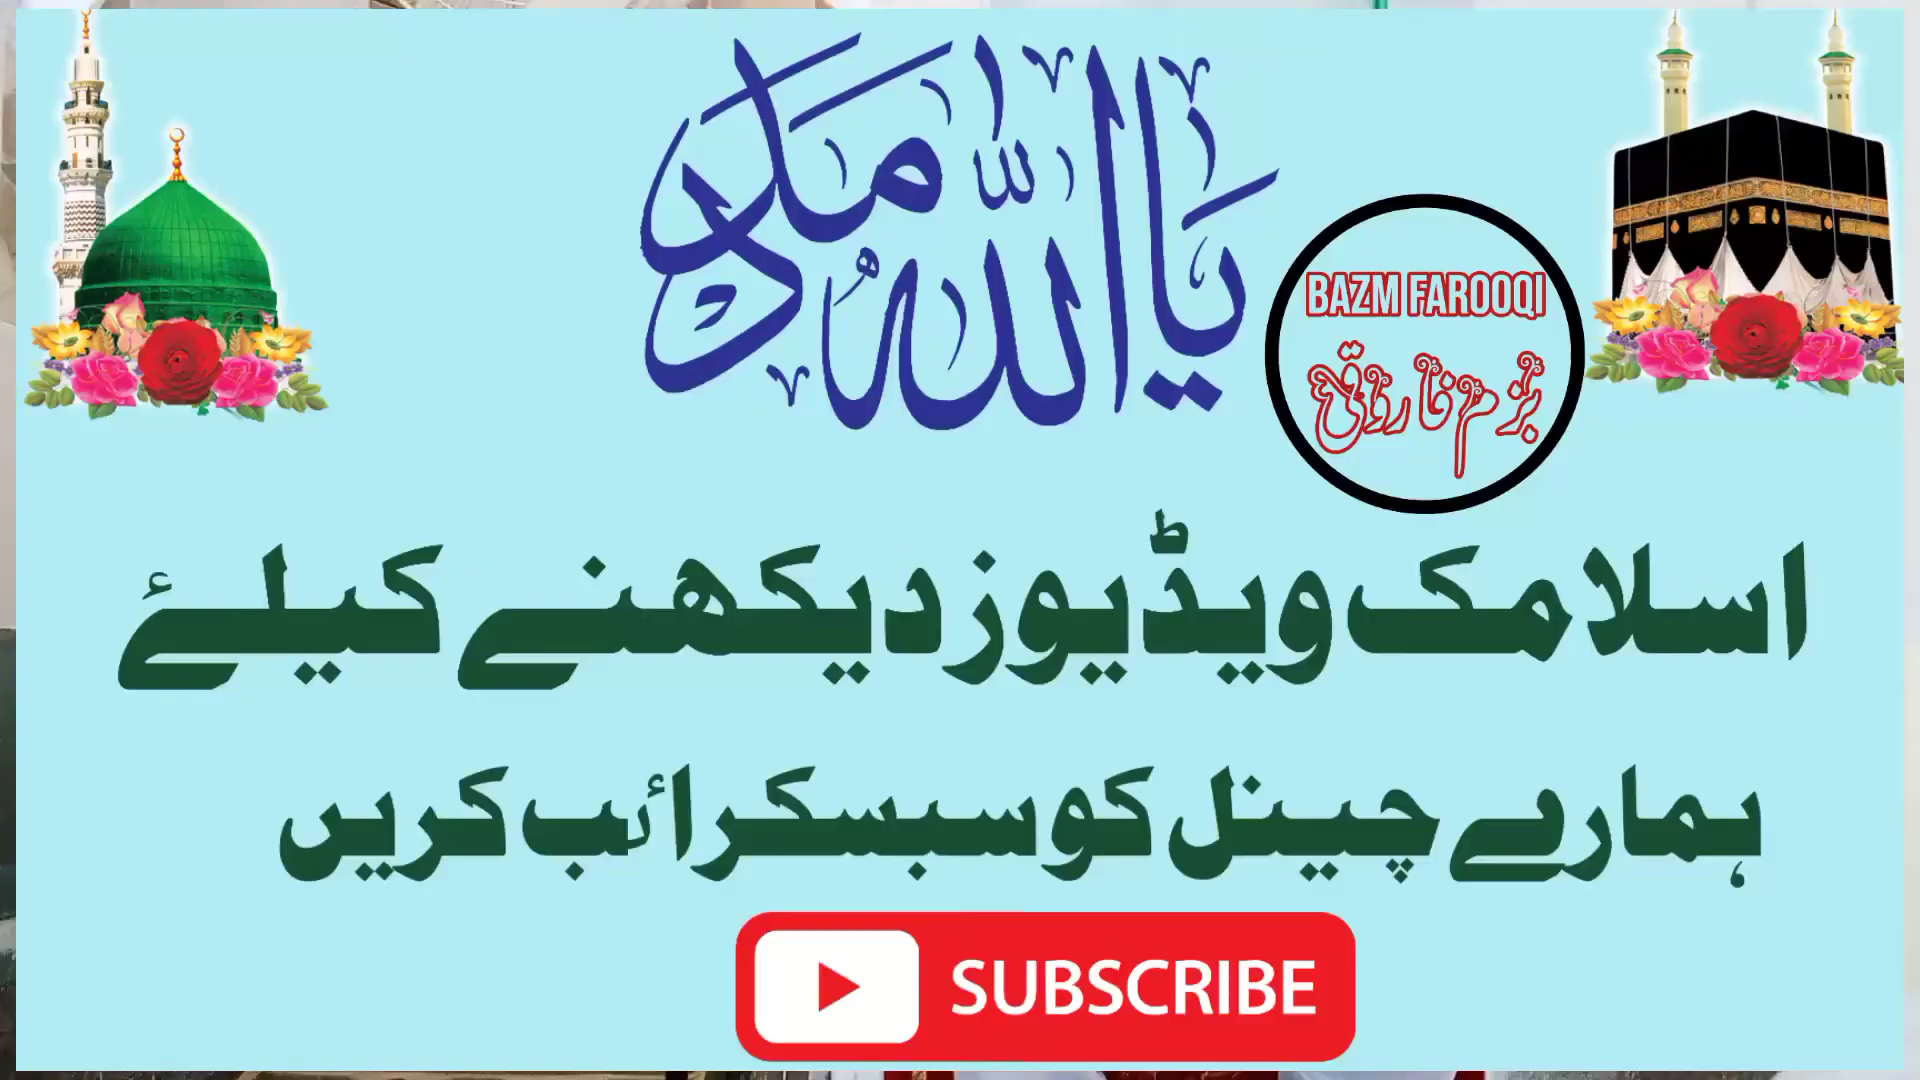 یا اللہ مدد
BAZM FAROOQI
بزم فاروقی
اسلامک ویڈیوز دیکھنے کیلئے
ہمارے چینل کو سبسکرائب کریں
SUBSCRIBE